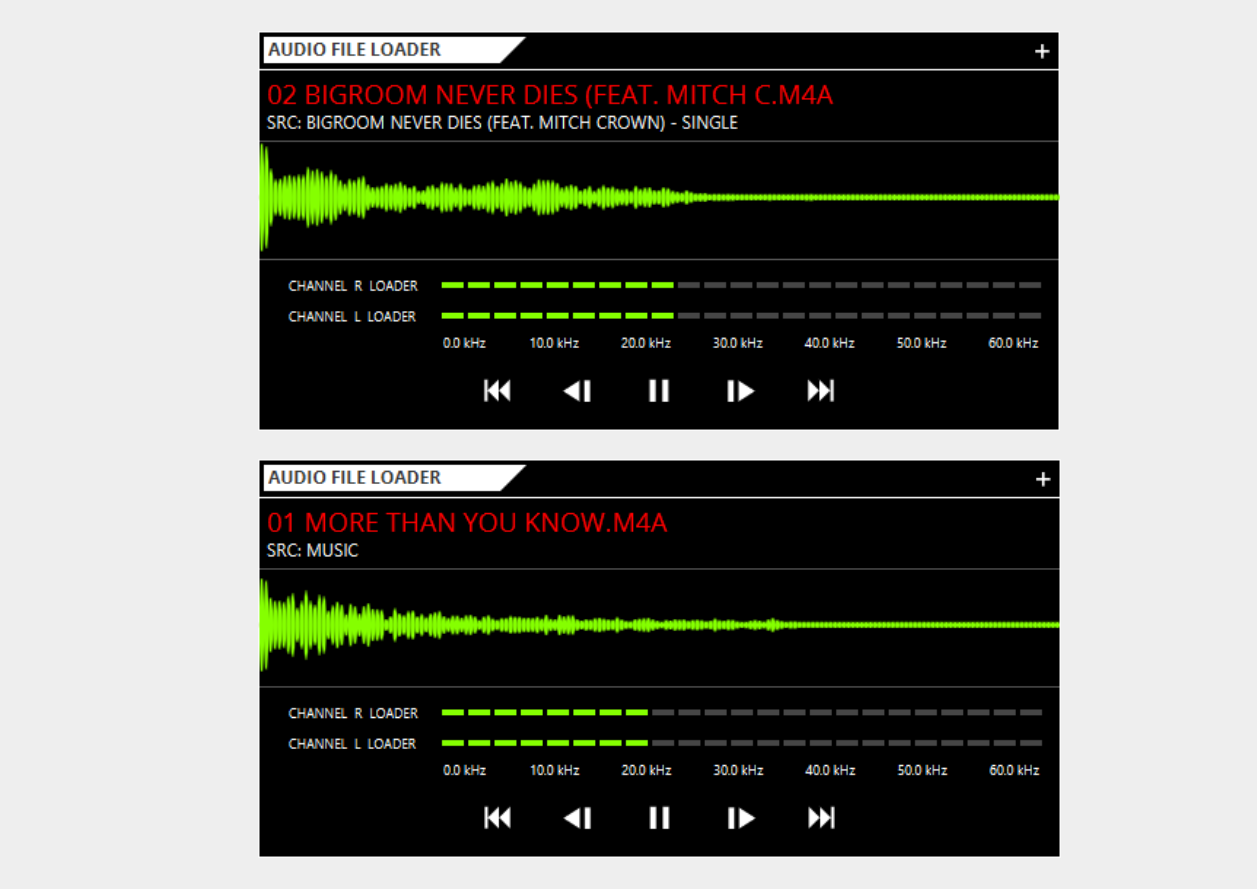 AUDIO FILE LOADER
02 BIGROOM NEVER DIES (FEAT. MITCH C.M4A
SRC: BIGROOM NEVER DIES (FEAT. MITCH CROWN) - SINGLE
CHANNEL R LOADER
CHANNEL L LOADER
0.0 kHz 10.0 kHz 20.0 kHz 30.0 kHz 40.0 kHz 50.0 kHz 60.0 kHz
AUDIO FILE LOADER
01 MORE THAN YOU KNOW.M4A
SRC: MUSIC
CHANNEL R LOADER
CHANNEL L LOADER
0.0 kHz 10.0 kHz 20.0 kHz 30.0 kHz 40.0 kHz 50.0 kHz 60.0 kHz